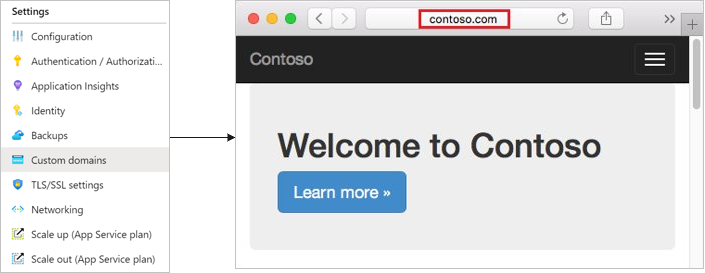 Settings
Configuration
Authentication / Authorizati...
Application Insights
Identity
Backups
Custom domains
TLS/SSL settings
Networking
Scale up (App Service plan)
Scale out (App Service plan)
contoso.com
Contoso
Welcome to Contoso
Learn more »